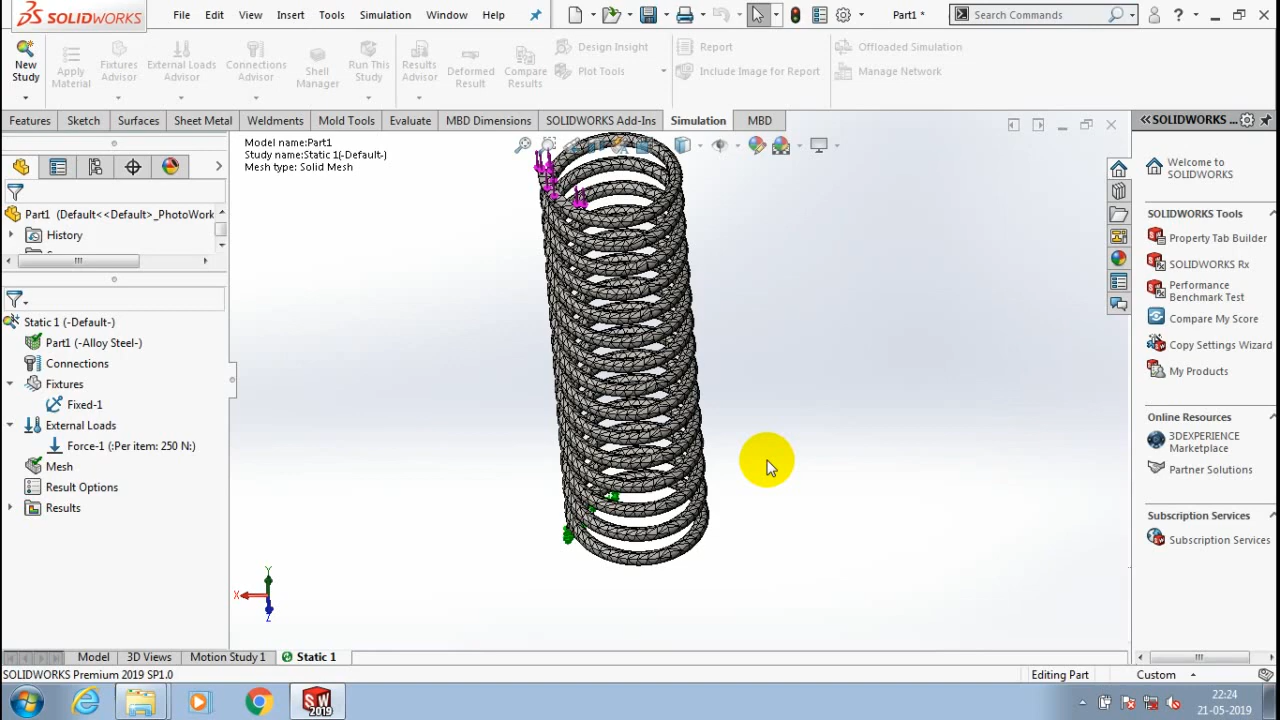 SOLIDWORKS File Edit View Insert Tools Simulation Window Help Part1 * Search Commands ?
New Study
Apply Material
Fixtures Advisor
External Loads Advisor
Connections Advisor
Shell Manager
Run This Study
Results Advisor
Deformed Result
Compare Results
Design Insight
Plot Tools
Report
Include Image for Report
Offloaded Simulation
Manage Network
Features Sketch Surfaces Sheet Metal Weldments Mold Tools Evaluate MBD Dimensions SOLIDWORKS Add-Ins Simulation MBD
Model name:Part1
Study name:Static 1(-Default-)
Mesh type: Solid Mesh
Part1 (Default<<Default>_PhotoWork
History
Static 1 (-Default-)
Part1 (-Alloy Steel-)
Connections
Fixtures
Fixed-1
External Loads
Force-1 (:Per item: 250 N:)
Mesh
Result Options
Results
Y
X
Z
SOLIDWORKS...
Welcome to
SOLIDWORKS
SOLIDWORKS Tools
Property Tab Builder
SOLIDWORKS Rx
Performance
Benchmark Test
Compare My Score
Copy Settings Wizard
My Products
Online Resources
3DEXPERIENCE
Marketplace
Partner Solutions
Subscription Services
Subscription Services
Model 3D Views Motion Study 1 Static 1
SOLIDWORKS Premium 2019 SP1.0 Editing Part Custom
SW
2019
22:24
21-05-2019